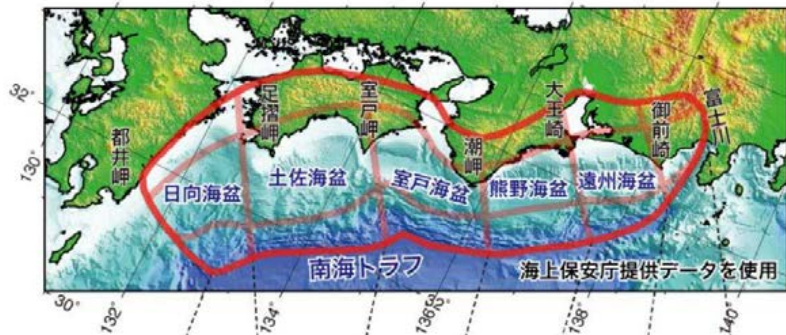 32°
130°
都井岬
足摺岬
室戸岬
潮岬
大王崎
御前崎
富士川
日向海盆
土佐海盆
室戸海盆
熊野海盆
遠州海盆
南海トラフ
海上保安庁提供データを使用
30°
132°
134°
136°
32°
138°
140°